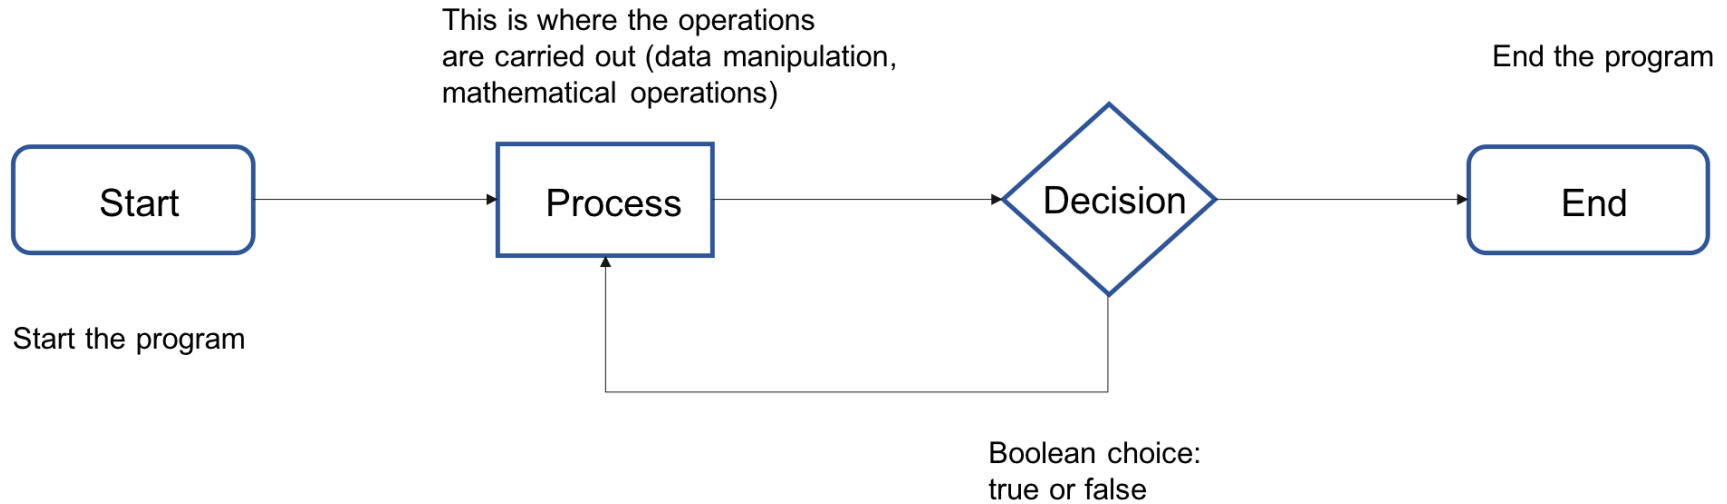 This is where the operations
are carried out (data manipulation,
mathematical operations)
End the program
Start
Process
Decision
End
Start the program
Boolean choice:
true or false